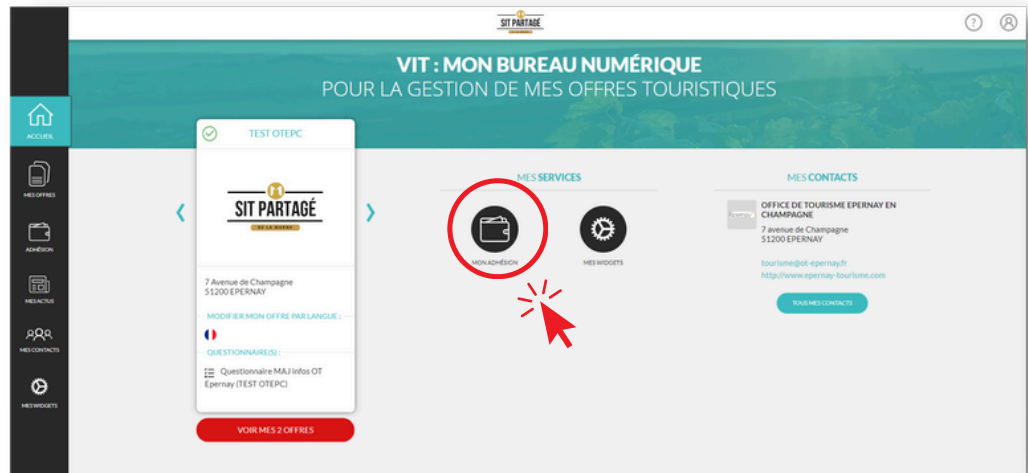 SIT PARTAGÉ
VIT : MON BUREAU NUMÉRIQUE
POUR LA GESTION DE MES OFFRES TOURISTIQUES
ACCUEIL
MES OFFRES
ADHÉSION
MES ACTUS
MES CONTACTS
MES WIDGETS
TEST OTEPC
SIT PARTAGÉ
DE LA MARNE
7 Avenue de Champagne
51200 EPERNAY
MODIFIER MON OFFRE PAR LANGUE :
QUESTIONNAIRE(S) :
Questionnaire MAJ infos OT
Epernay (TEST OTEPC)
VOIR MES 2 OFFRES
MES SERVICES
MON ADHÉSION
MES WIDGETS
MES CONTACTS
OFFICE DE TOURISME EPERNAY EN
CHAMPAGNE
7 avenue de Champagne
51200 EPERNAY
tourisme@ot-epernay.fr
http://www.epernay-tourisme.com
TOUS MES CONTACTS